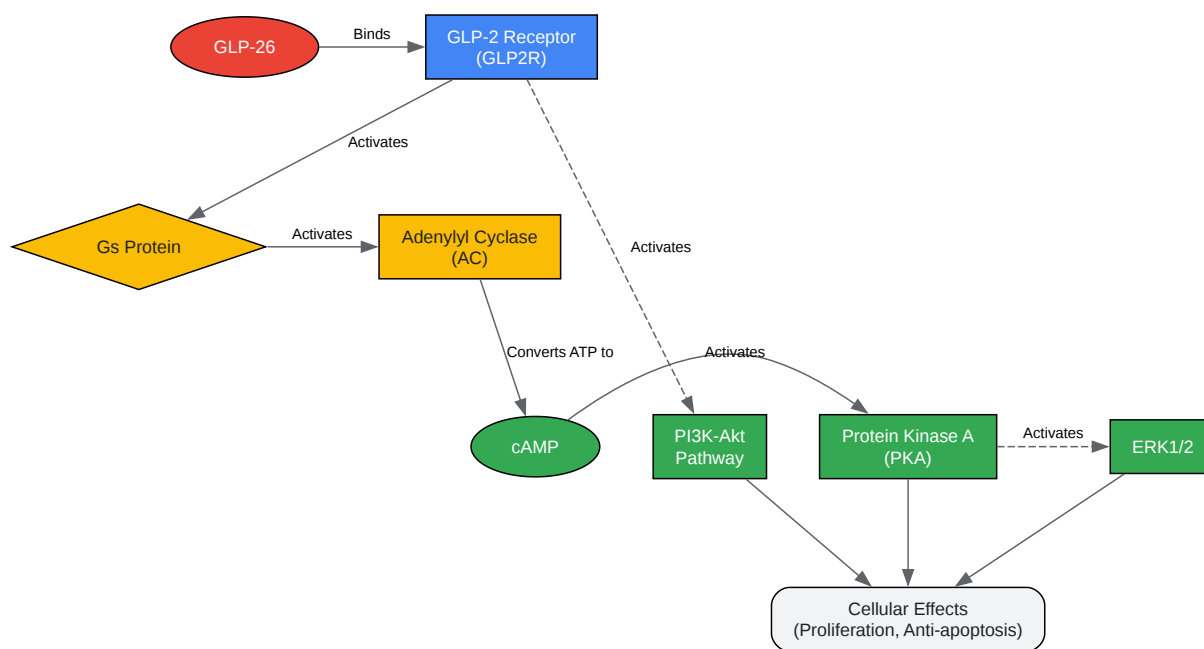 GLP-26
Binds
GLP-2 Receptor
(GLP2R)
Activates
Gs Protein
Activates
Adenylyl Cyclase
(AC)
Activates
Converts ATP to
Activates
cAMP
PI3K-Akt
Pathway
Protein Kinase A
(PKA)
Activates
ERK1/2
Cellular Effects
(Proliferation, Anti-apoptosis)